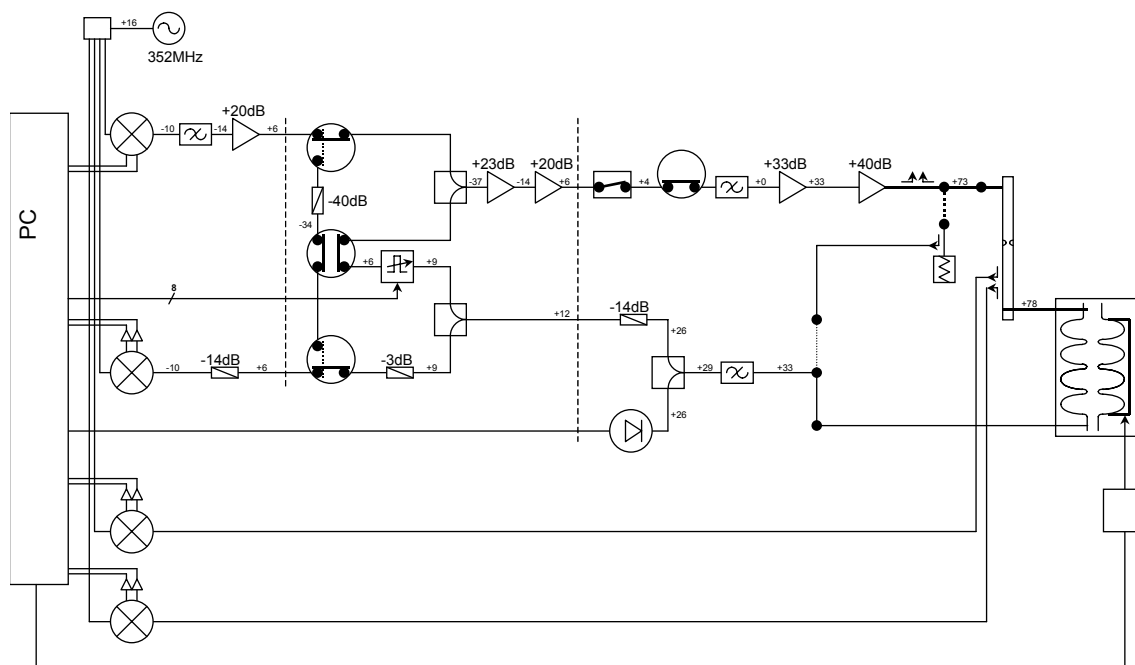 +16
352MHz
+20dB
-10
-14
+6
+23dB
+20dB
+33dB
+40dB
-37
-14
+6
+4
+0
+33
+73
-40dB
-34
+6
+9
PC
8
-14dB
+12
+26
+78
-14dB
-3dB
-10
+6
+9
+29
+33
+26